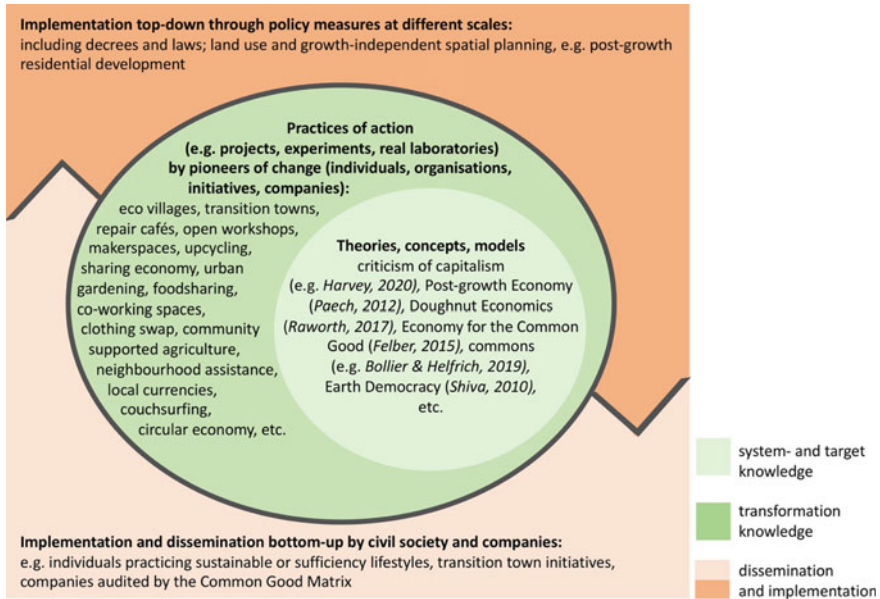 Implementation top-down through policy measures at different scales:
including decrees and laws; land use and growth-independent spatial planning, e.g. post-growth
residential development
Practices of action
(e.g. projects, experiments, real laboratories)
by pioneers of change (individuals, organisations,
initiatives, companies):
eco villages, transition towns,
repair cafés, open workshops,
makerspaces, upcycling,
sharing economy, urban
gardening, foodsharing,
co-working spaces,
clothing swap, community
supported agriculture,
neighbourhood assistance,
local currencies,
couchsurfing,
circular economy, etc.
Theories, concepts, models
criticism of capitalism
(e.g. Harvey, 2020), Post-growth Economy
(Paech, 2012), Doughnut Economics
(Raworth, 2017), Economy for the Common
Good (Felber, 2015), commons
(e.g. Bollier & Helfrich, 2019),
Earth Democracy (Shiva, 2010),
etc.
Implementation and dissemination bottom-up by civil society and companies:
e.g. individuals practicing sustainable or sufficiency lifestyles, transition town initiatives,
companies audited by the Common Good Matrix
system- and target
knowledge
transformation
knowledge
dissemination
and implementation